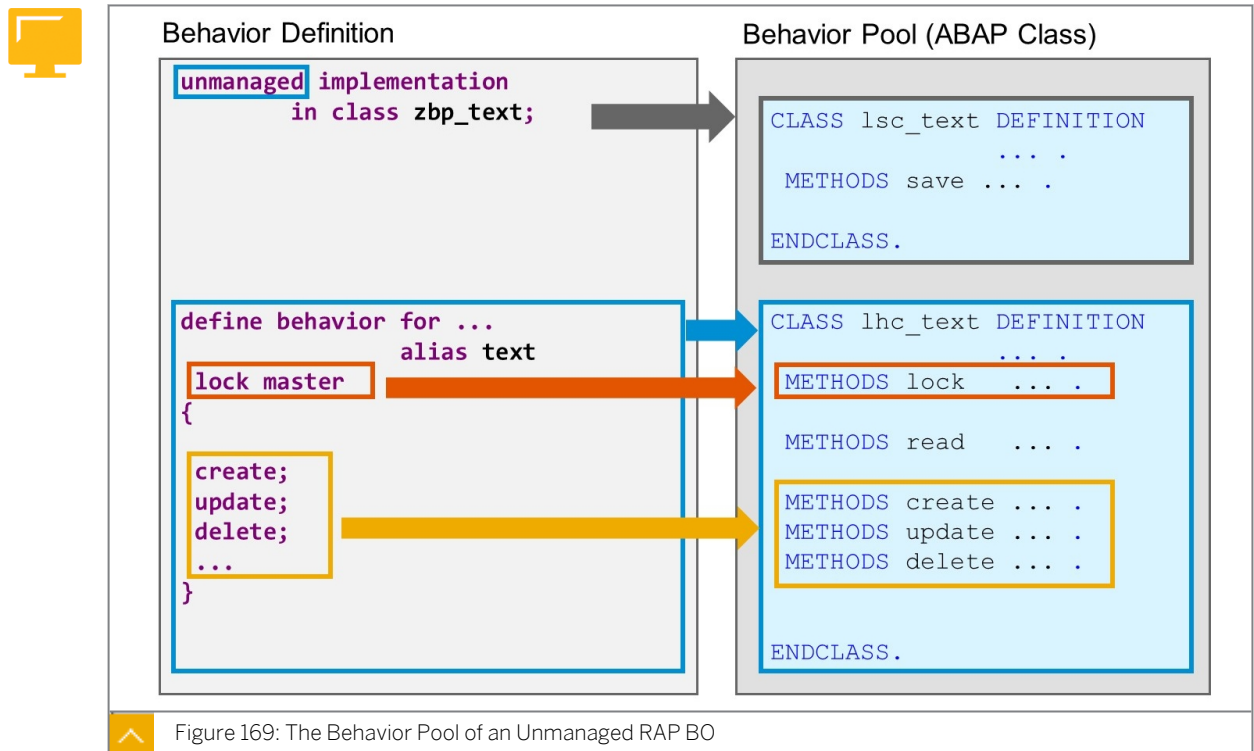 Behavior Definition
unmanaged implementation
in class zbp_text;
define behavior for ...
alias text
lock master
{
create;
update;
delete;
...
}
Behavior Pool (ABAP Class)
CLASS lsc_text DEFINITION
... .
METHODS save ... .
ENDCLASS.
CLASS lhc_text DEFINITION
... .
METHODS lock ... .
METHODS read ... .
METHODS create ... .
METHODS update ... .
METHODS delete ... .
ENDCLASS.
Figure 169: The Behavior Pool of an Unmanaged RAP BO